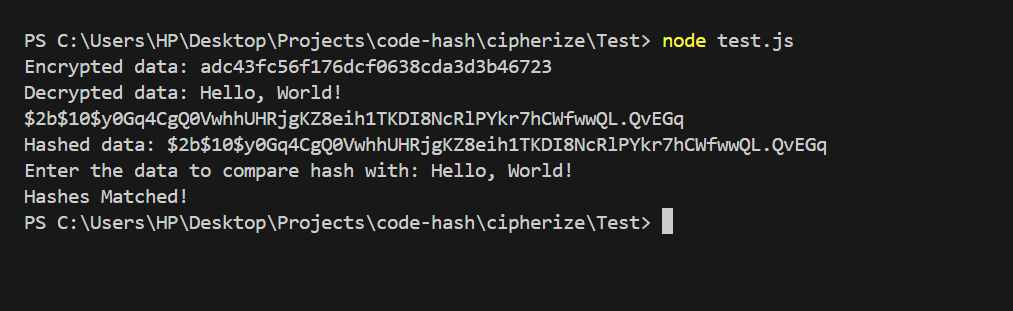 PS C:\Users\HP\Desktop\Projects\code-hash\cipherize\Test> node test.js
Encrypted data: adc43fc56f176dcf0638cda3d3b46723
Decrypted data: Hello, World!
$2b$10$y0Gq4CgQ0VwhhUHRjgKZ8eih1TKDI8NcRlPYkr7hCWfwwQL.QvEGq
Hashed data: $2b$10$y0Gq4CgQ0VwhhUHRjgKZ8eih1TKDI8NcRlPYkr7hCWfwwQL.QvEGq
Enter the data to compare hash with: Hello, World!
Hashes Matched!
PS C:\Users\HP\Desktop\Projects\code-hash\cipherize\Test>